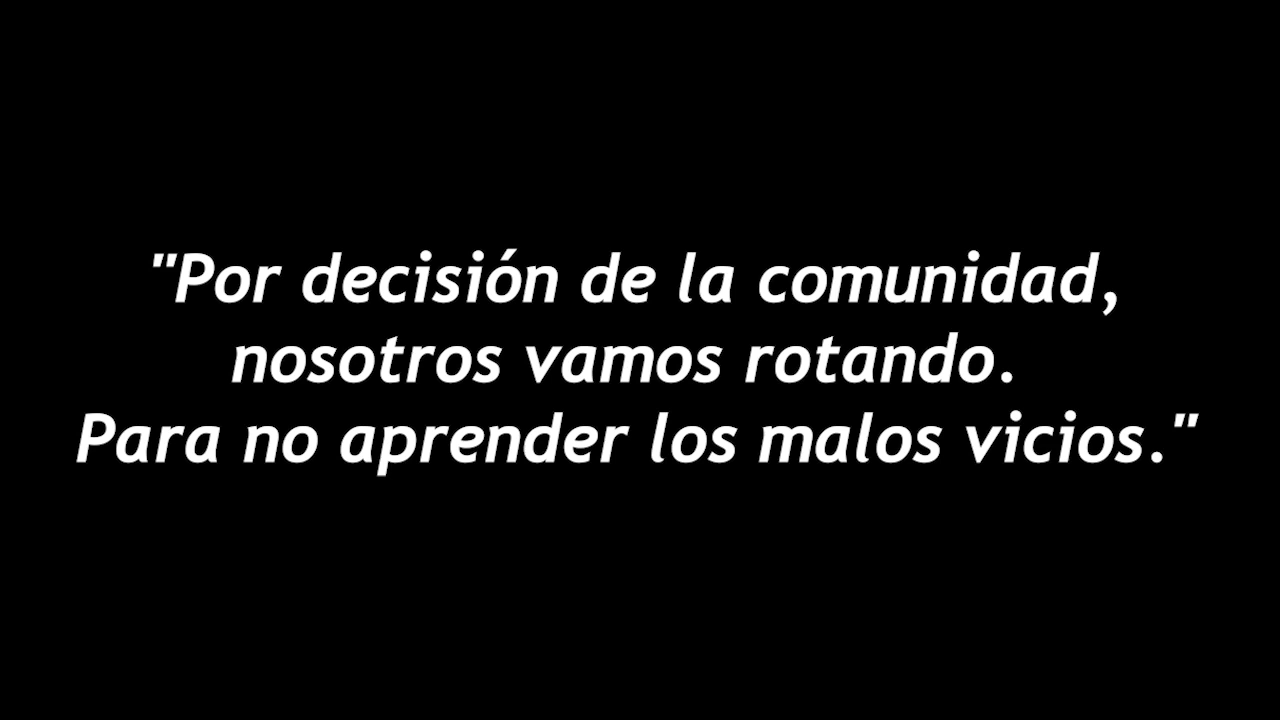 "Por decisión de la comunidad,
nosotros vamos rotando.
Para no aprender los malos vicios."